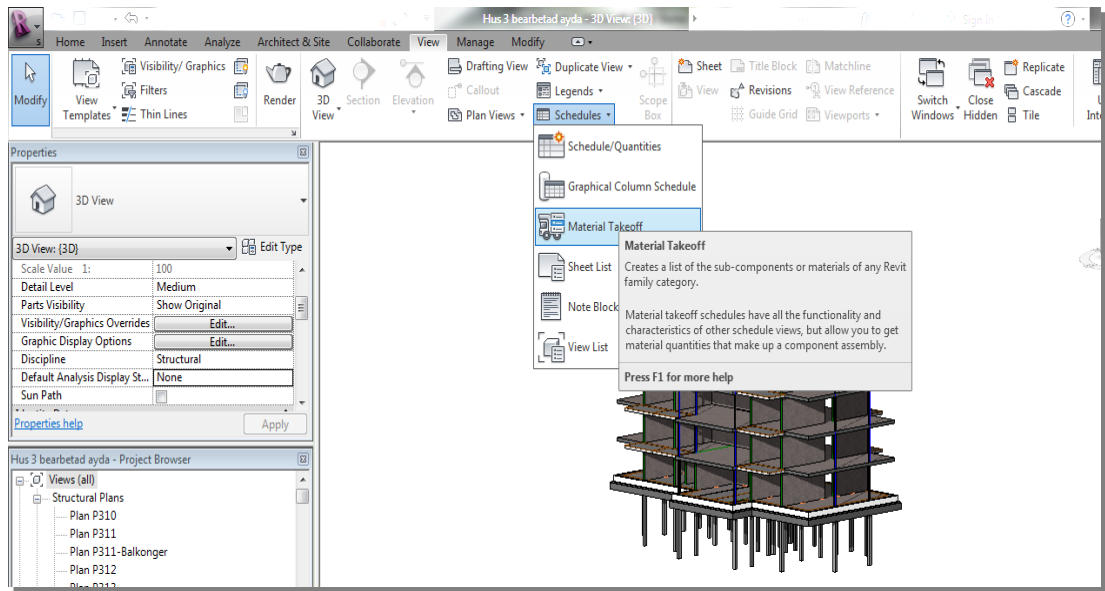 Hus 3 bearbetad ayda - 3D View: {3D}
Sign In
?
S
Home Insert Annotate Analyze Architect & Site Collaborate View Manage Modify
Modify
View
Templates
Visibility/ Graphics
Filters
Thin Lines
Render
3D
View
Section
Elevation
Drafting View
Callout
Plan Views
Duplicate View
Legends
Schedules
Scope
Box
Sheet
View
Title Block
Revisions
Guide Grid
Matchline
View Reference
Viewports
Switch
Windows
Close
Hidden
Replicate
Cascade
Tile
Schedule/Quantities
Graphical Column Schedule
Material Takeoff
Sheet List
Note Block
View List
Material Takeoff
Creates a list of the sub-components or materials of any Revit
family category.
Material takeoff schedules have all the functionality and
characteristics of other schedule views, but allow you to get
material quantities that make up a component assembly.
Press F1 for more help
Properties
3D View
3D View: {3D}
Edit Type
Scale Value 1: 100
Detail Level Medium
Parts Visibility Show Original
Visibility/Graphics Overrides Edit...
Graphic Display Options Edit...
Discipline Structural
Default Analysis Display St... None
Sun Path
Properties help
Apply
Hus 3 bearbetad ayda - Project Browser
Views (all)
Structural Plans
Plan P310
Plan P311
Plan P311-Balkonger
Plan P312